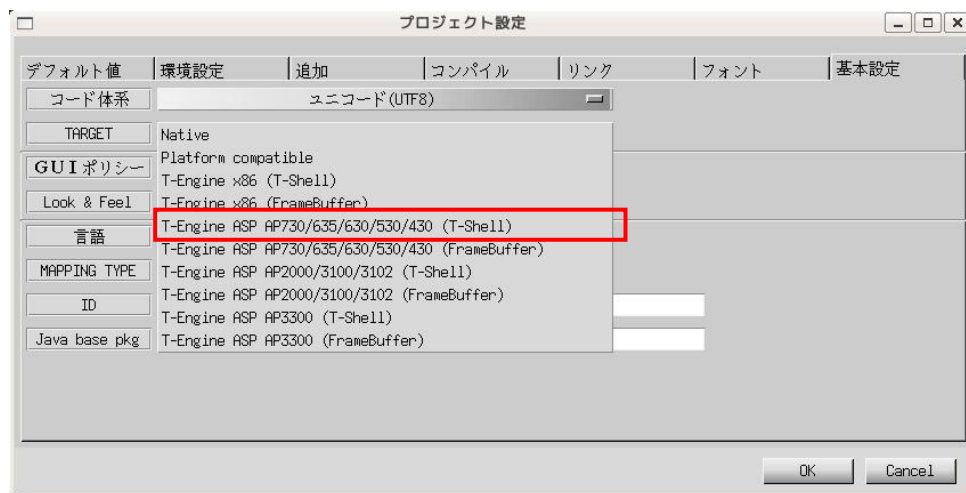 プロジェクト設定
デフォルト値 環境設定 追加 コンパイル リンク フォント 基本設定
コード体系 ユニコード(UTF8)
TARGET Native
Platform compatible
GUIポリシー
T-Engine x86 (T-Shell)
Look & Feel T-Engine x86 (FrameBuffer)
T-Engine ASP AP730/635/630/530/430 (T-Shell)
言語
T-Engine ASP AP730/635/630/530/430 (FrameBuffer)
MAPPING TYPE T-Engine ASP AP2000/3100/3102 (T-Shell)
T-Engine ASP AP2000/3100/3102 (FrameBuffer)
ID
T-Engine ASP AP3300 (T-Shell)
Java base pkg T-Engine ASP AP3300 (FrameBuffer)
OK Cancel